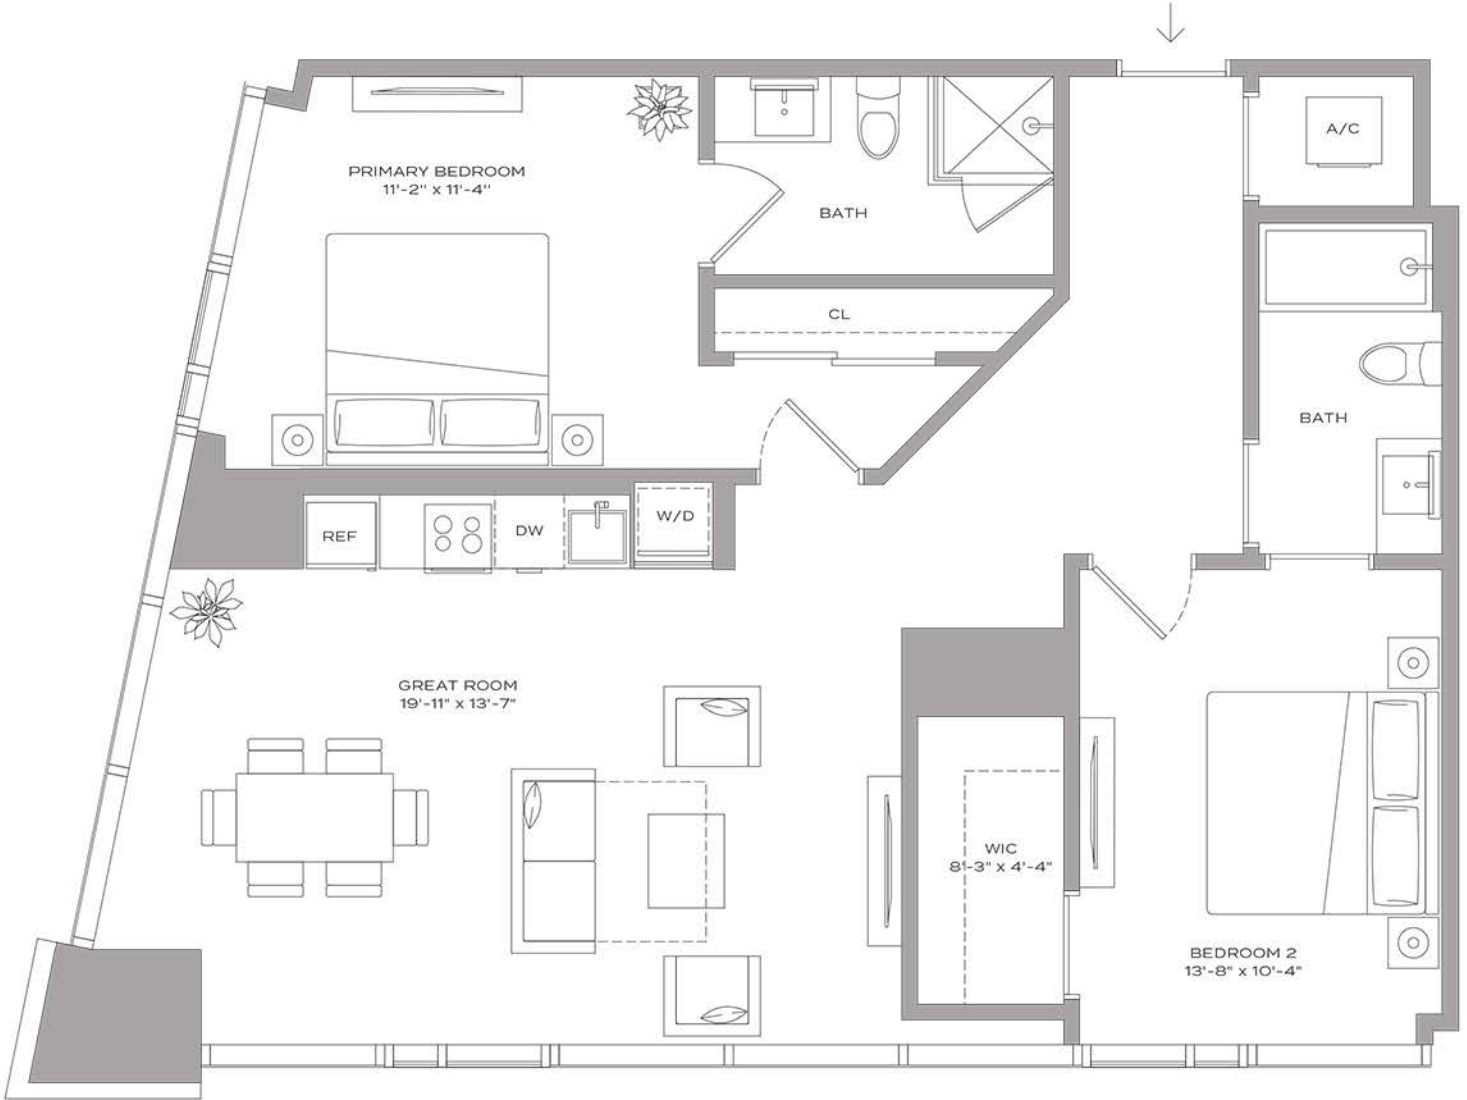 A/C
PRIMARY BEDROOM
11'-2" x 11'-4"
BATH
CL
BATH
REF
DW
W/D
GREAT ROOM
19'-11" x 13'-7"
WIC
8'-3" x 4'-4"
BEDROOM 2
13'-8" x 10'-4"